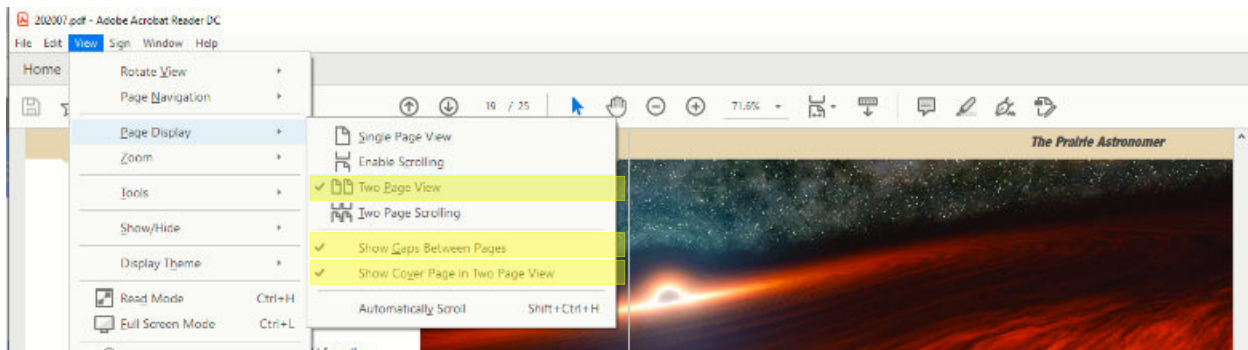 202007.pdf - Adobe Acrobat Reader DC
File Edit View Sign Window Help
Home
19 / 25 71.6%
The Prairie Astronomer
Rotate View
Page Navigation
Page Display
Zoom
Tools
Show/Hide
Display Theme
Read Mode Ctrl+H
Full Screen Mode Ctrl+L
Single Page View
Enable Scrolling
Two Page View
Two Page Scrolling
Show Gaps Between Pages
Show Cover Page in Two Page View
Automatically Scroll Shift+Ctrl+H